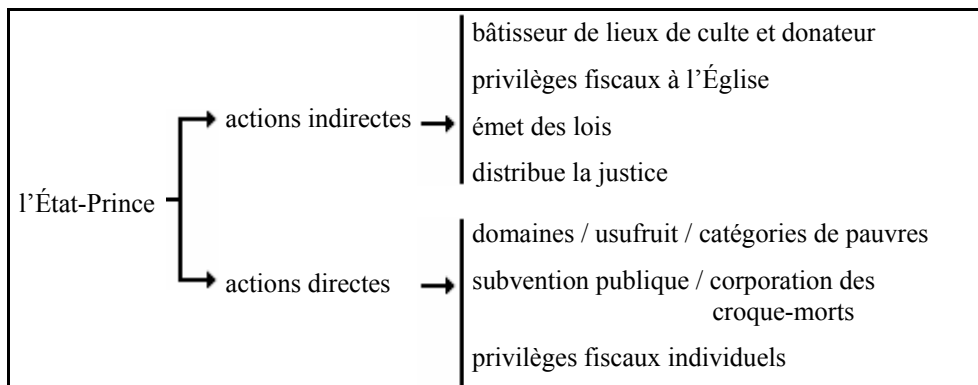 bâtisseur de lieux de culte et donateur
privilèges fiscaux à l’Église
actions indirectes
émet des lois
distribue la justice
l’État-Prince
domaines / usufruit / catégories de pauvres
actions directes
subvention publique / corporation des
croque-morts
privilèges fiscaux individuels